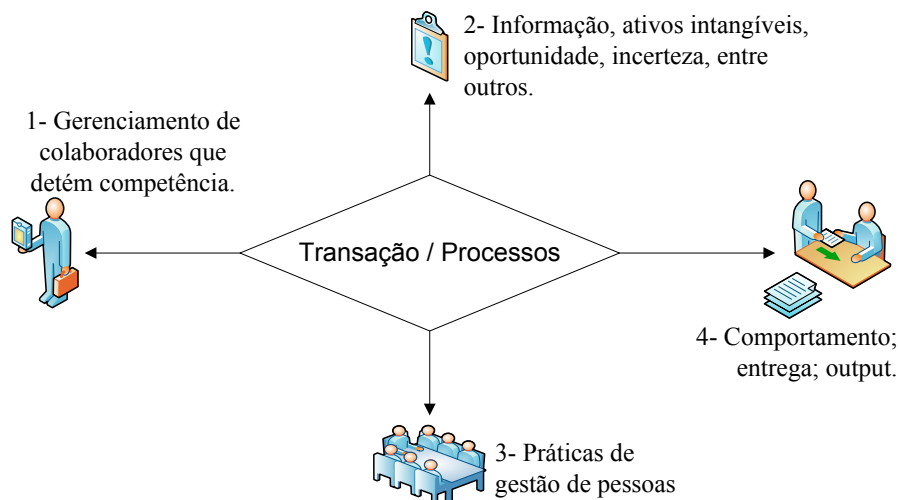 2- Informação, ativos intangíveis,
oportunidade, incerteza, entre
outros.
1- Gerenciamento de
colaboradores que
detém competência.
Transação / Processos
4- Comportamento;
entrega; output.
3- Práticas de
gestão de pessoas